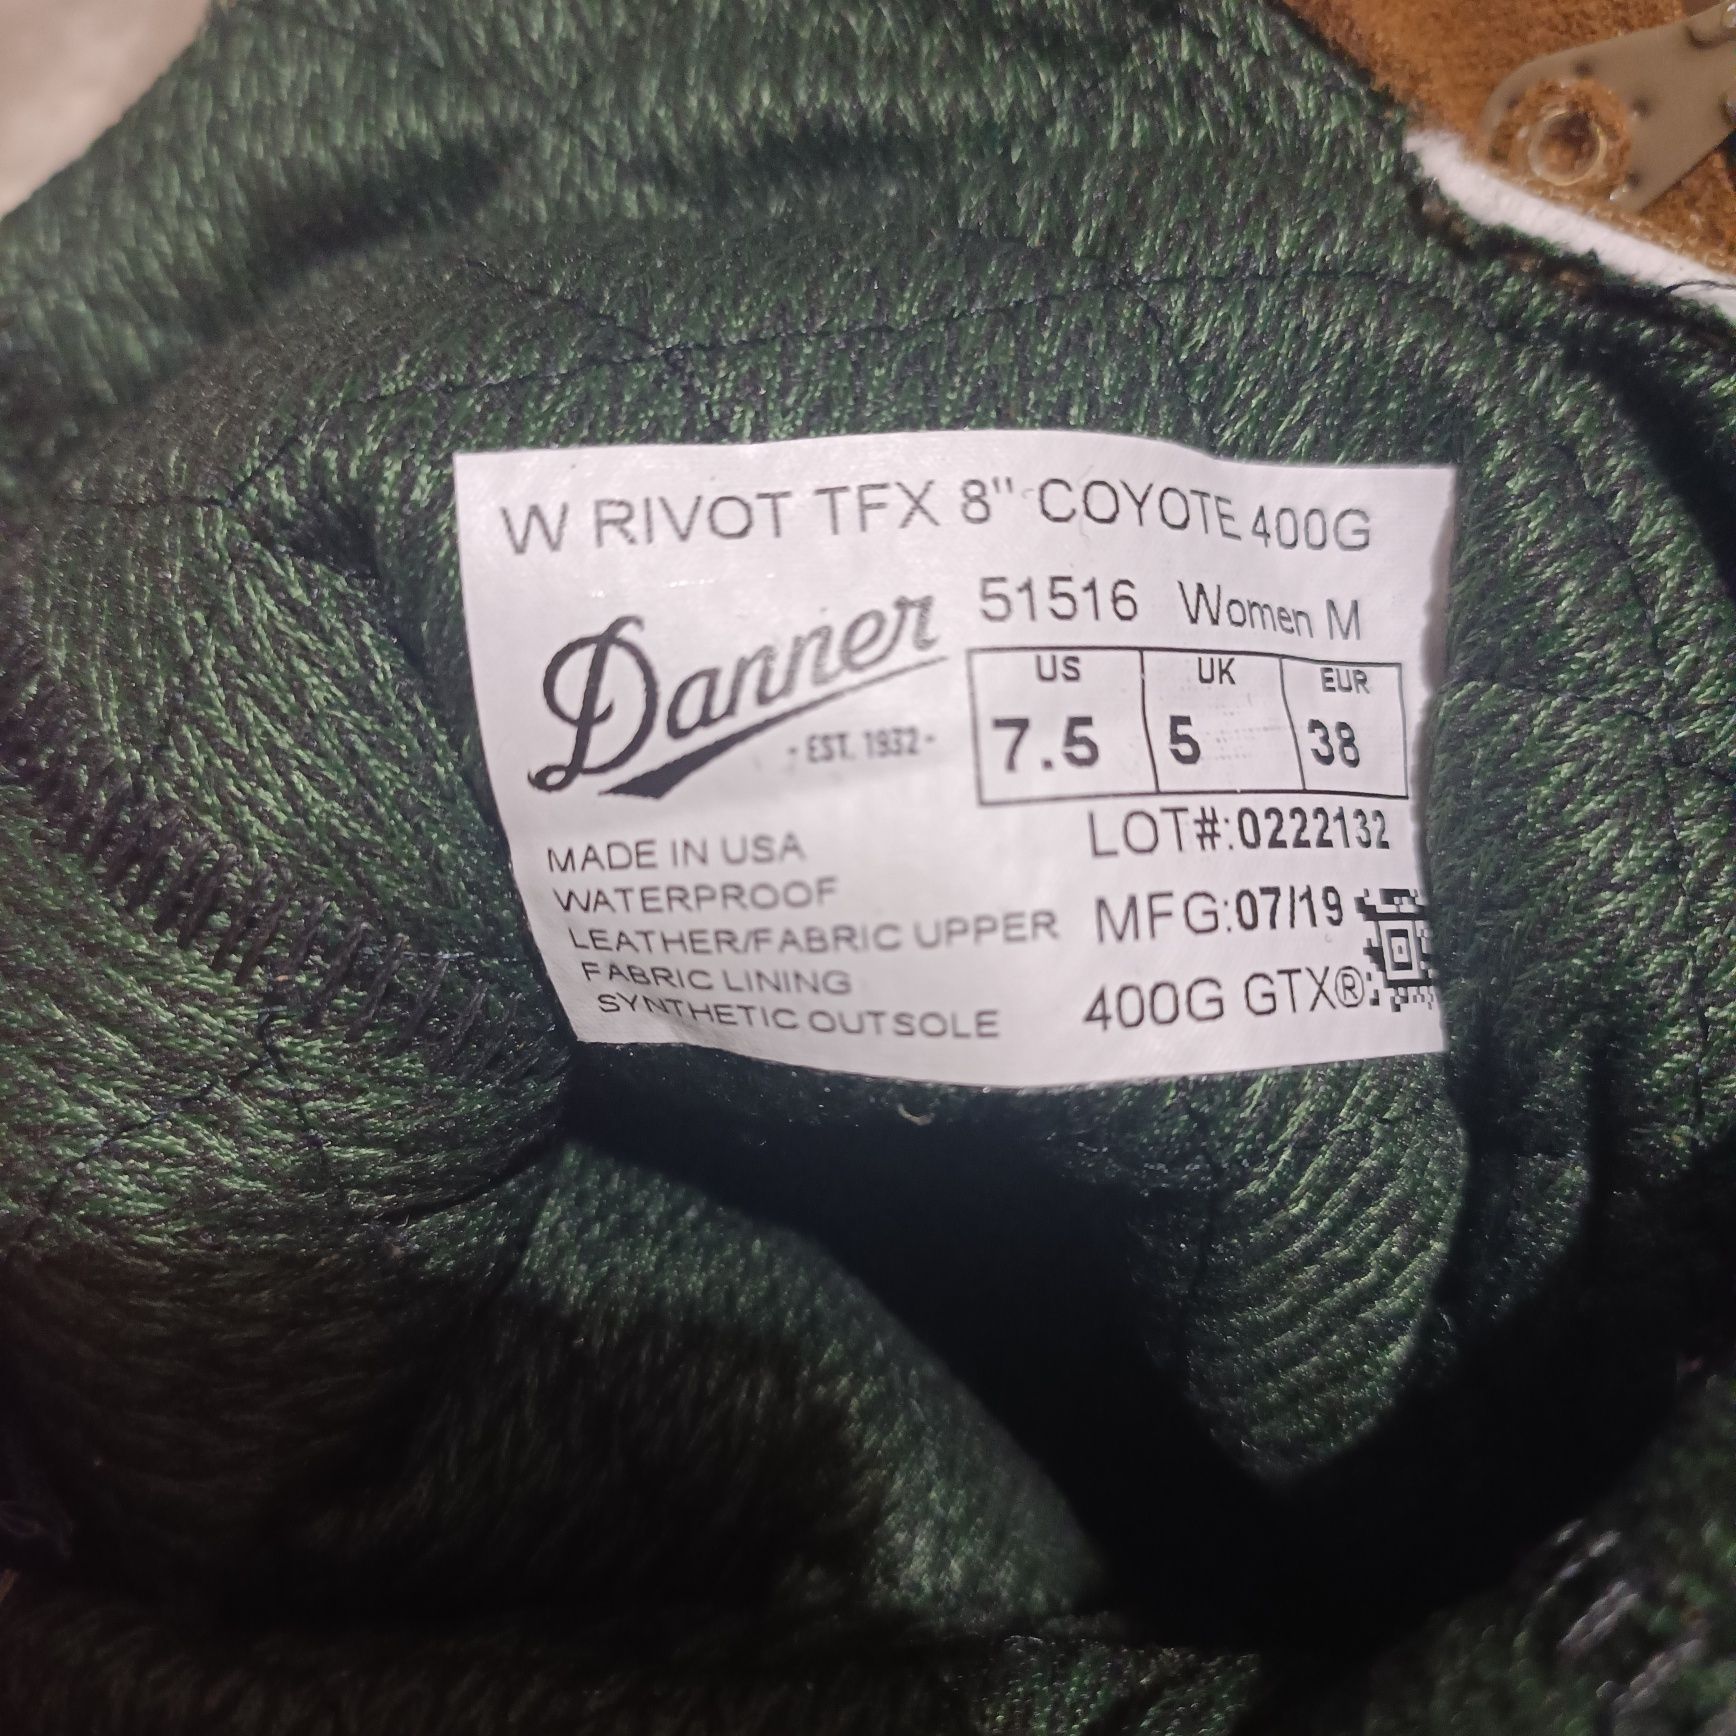 W RIVOT TFX 8" COYOTE 400G
51516 Women M
Danner
- EST. 1932 -
US UK EUR
7.5 5 38
LOT#:0222132
MADE IN USA
WATERPROOF
LEATHER/FABRIC UPPER
FABRIC LINING
SYNTHETIC OUTSOLE
MFG:07/19
400G GTX®